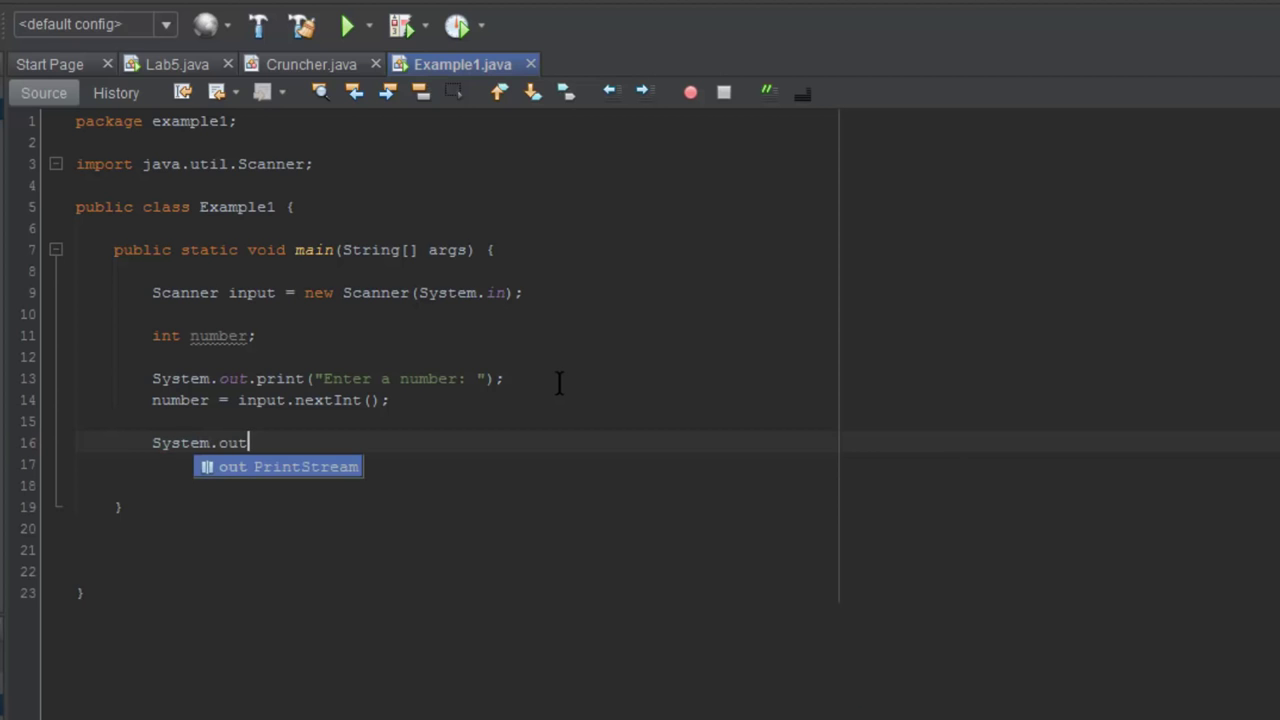 <default config>
Start Page Lab5.java Cruncher.java Example1.java
Source History
1 package example1;
2
3 import java.util.Scanner;
4
5 public class Example1 {
6
7 public static void main(String[] args) {
8
9 Scanner input = new Scanner(System.in);
10
11 int number;
12
13 System.out.print("Enter a number: ");
14 number = input.nextInt();
15
16 System.out
17 out PrintStream
18
19 }
20
21
22
23 }